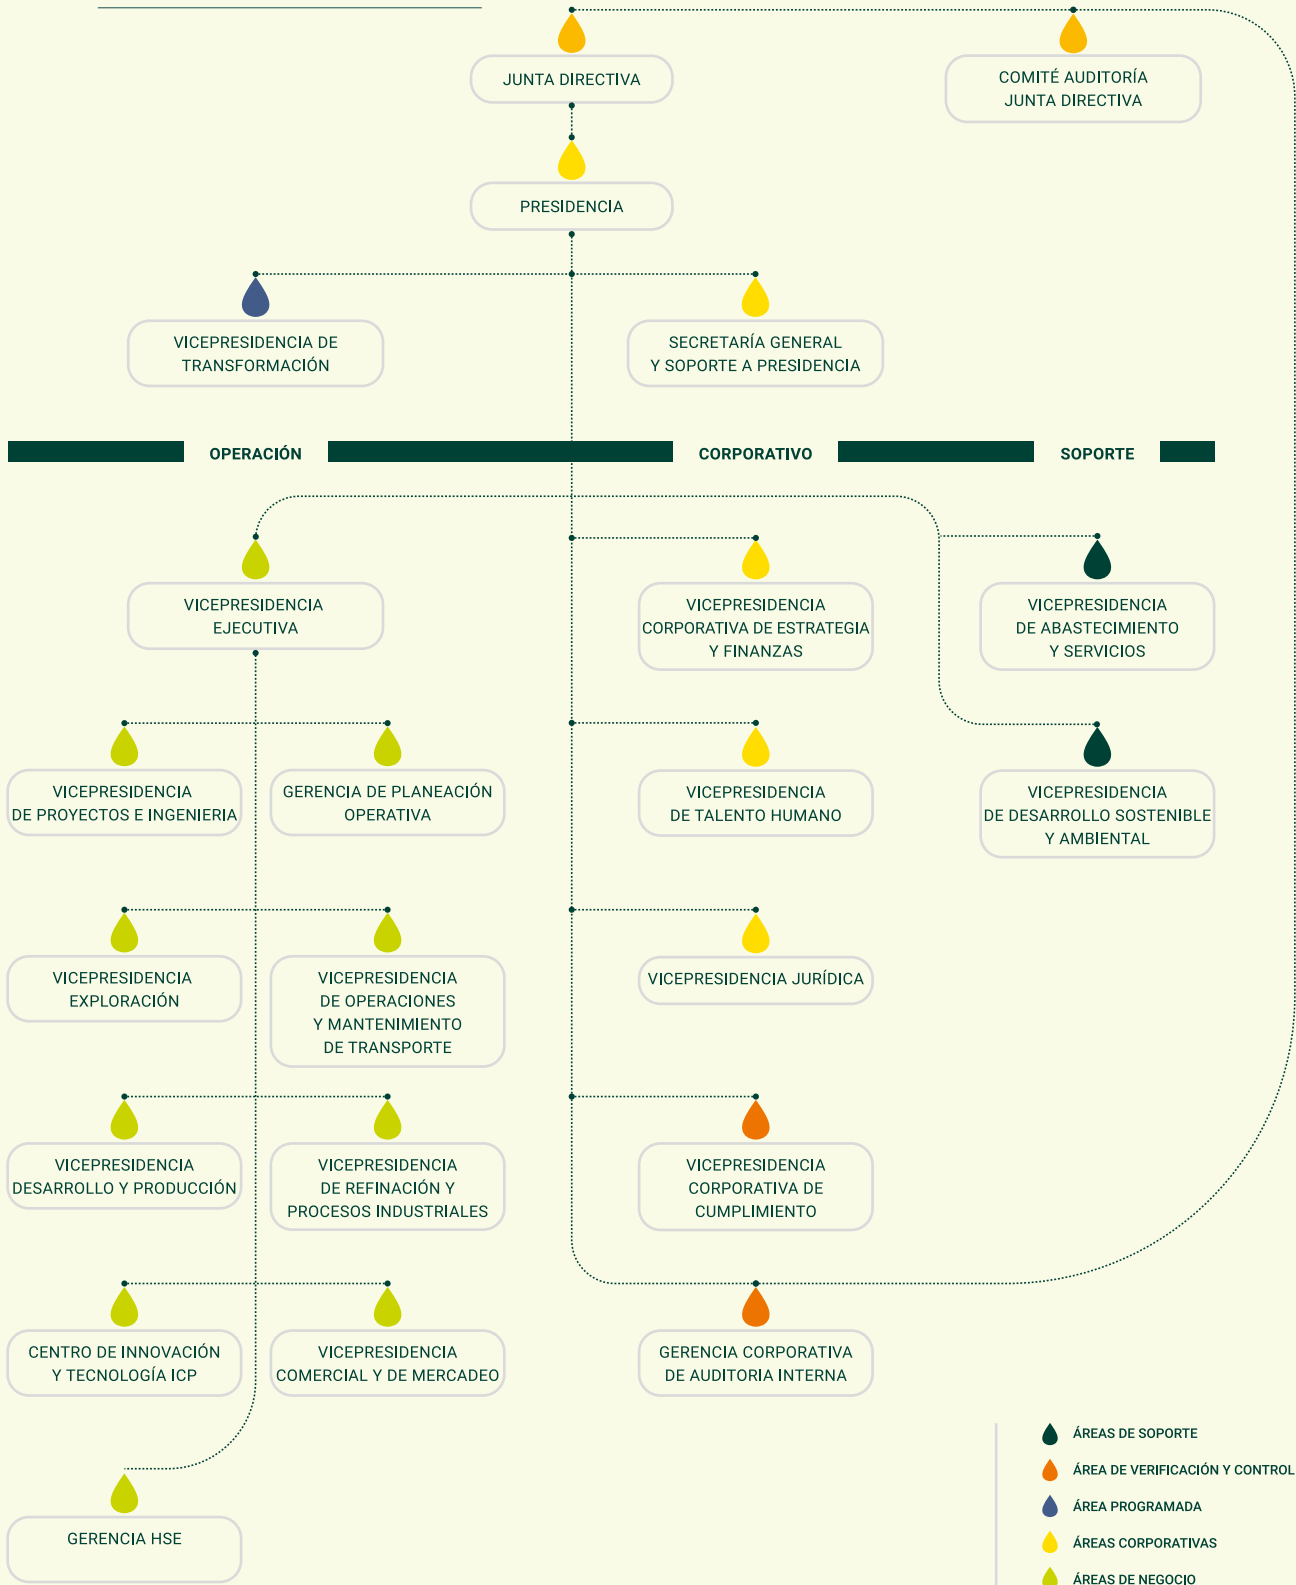 JUNTA DIRECTIVA
COMITÉ AUDITORÍA
JUNTA DIRECTIVA
PRESIDENCIA
VICEPRESIDENCIA DE
TRANSFORMACIÓN
SECRETARÍA GENERAL
Y SOPORTE A PRESIDENCIA
OPERACIÓN
CORPORATIVO
SOPORTE
VICEPRESIDENCIA
EJECUTIVA
VICEPRESIDENCIA
CORPORATIVA DE ESTRATEGIA
Y FINANZAS
VICEPRESIDENCIA
DE ABASTECIMIENTO
Y SERVICIOS
VICEPRESIDENCIA
DE PROYECTOS E INGENIERIA
GERENCIA DE PLANEACIÓN
OPERATIVA
VICEPRESIDENCIA
DE TALENTO HUMANO
VICEPRESIDENCIA
DE DESARROLLO SOSTENIBLE
Y AMBIENTAL
VICEPRESIDENCIA
EXPLORACIÓN
VICEPRESIDENCIA
DE OPERACIONES
Y MANTENIMIENTO
DE TRANSPORTE
VICEPRESIDENCIA JURÍDICA
VICEPRESIDENCIA
DESARROLLO Y PRODUCCIÓN
VICEPRESIDENCIA
DE REFINACIÓN Y
PROCESOS INDUSTRIALES
VICEPRESIDENCIA
CORPORATIVA DE
CUMPLIMIENTO
CENTRO DE INNOVACIÓN
Y TECNOLOGÍA ICP
VICEPRESIDENCIA
COMERCIAL Y DE MERCADEO
GERENCIA CORPORATIVA
DE AUDITORIA INTERNA
GERENCIA HSE
ÁREAS DE SOPORTE
ÁREA DE VERIFICACIÓN Y CONTROL
ÁREA PROGRAMADA
ÁREAS CORPORATIVAS
ÁREAS DE NEGOCIO